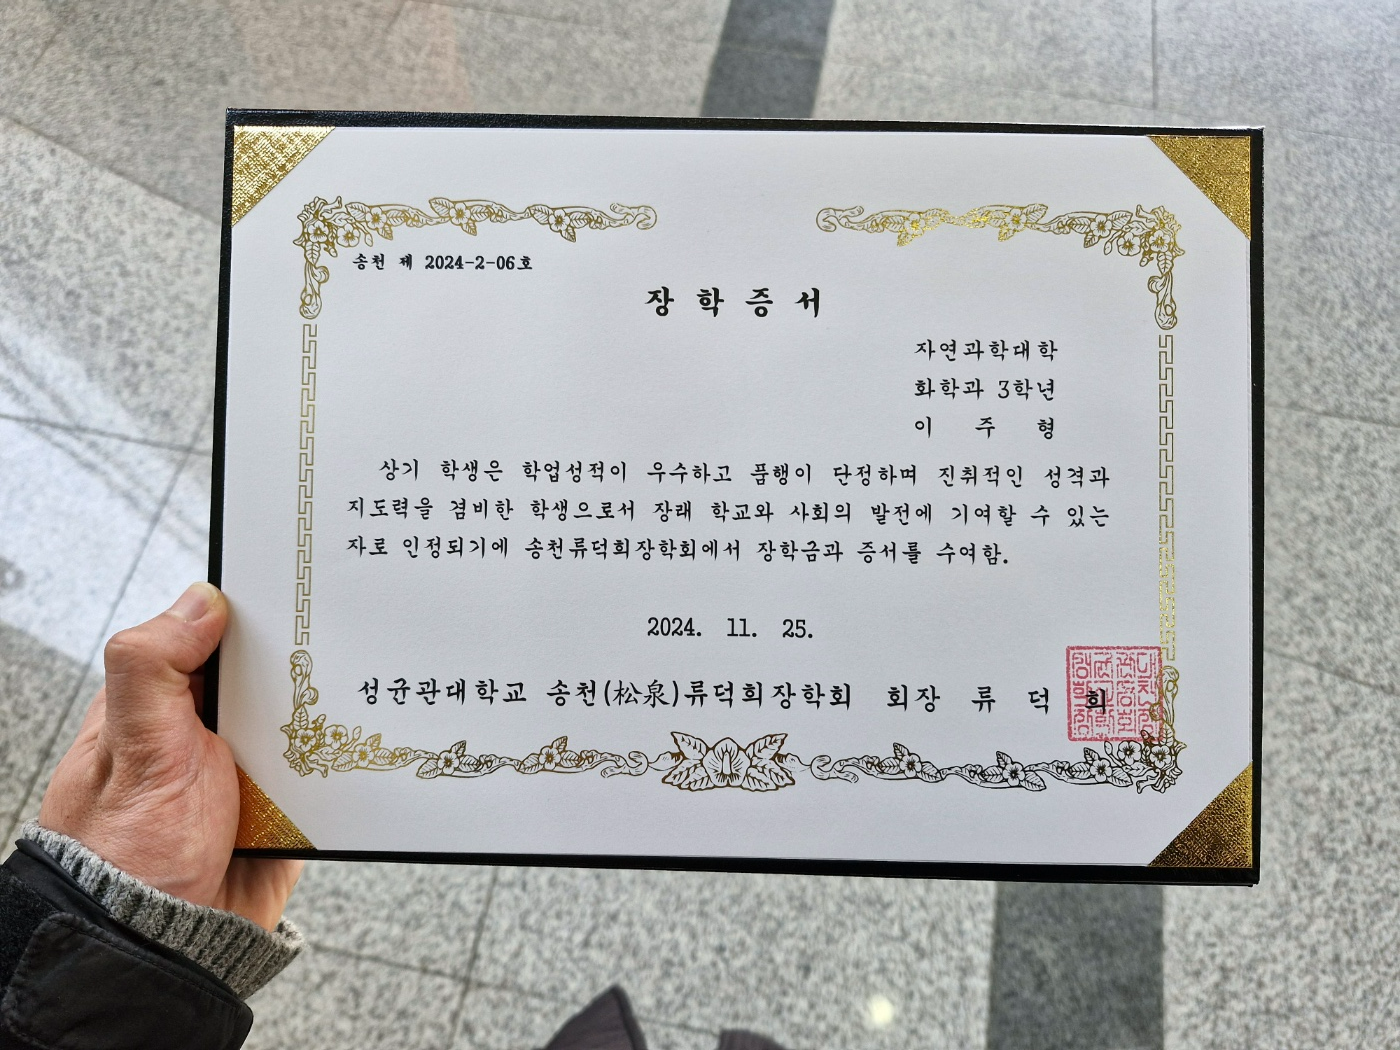 송천 제 2024-2-06호
장 학 증 서
자연과학대학
화학과 3학년
이 주 형
상기 학생은 학업성적이 우수하고 품행이 단정하며 진취적인 성격과
지도력을 겸비한 학생으로서 장래 학교와 사회의 발전에 기여할 수 있는
자로 인정되기에 송천류덕희장학회에서 장학금과 증서를 수여함.
2024. 11. 25.
성균관대학교 송천(松泉)류덕희장학회 회장 류 덕 희